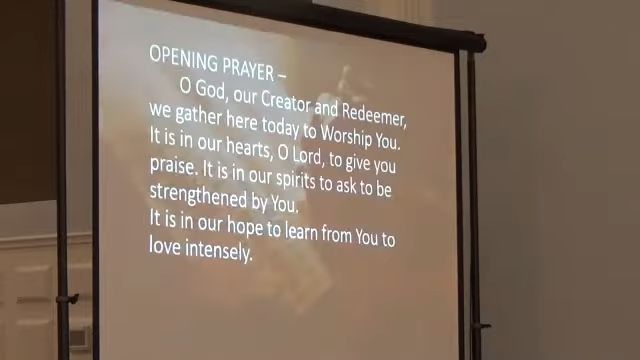 OPENING PRAYER –
O God, our Creator and Redeemer,
we gather here today to Worship You.
It is in our hearts, O Lord, to give you
praise. It is in our spirits to ask to be
strengthened by You.
It is in our hope to learn from You to
love intensely.